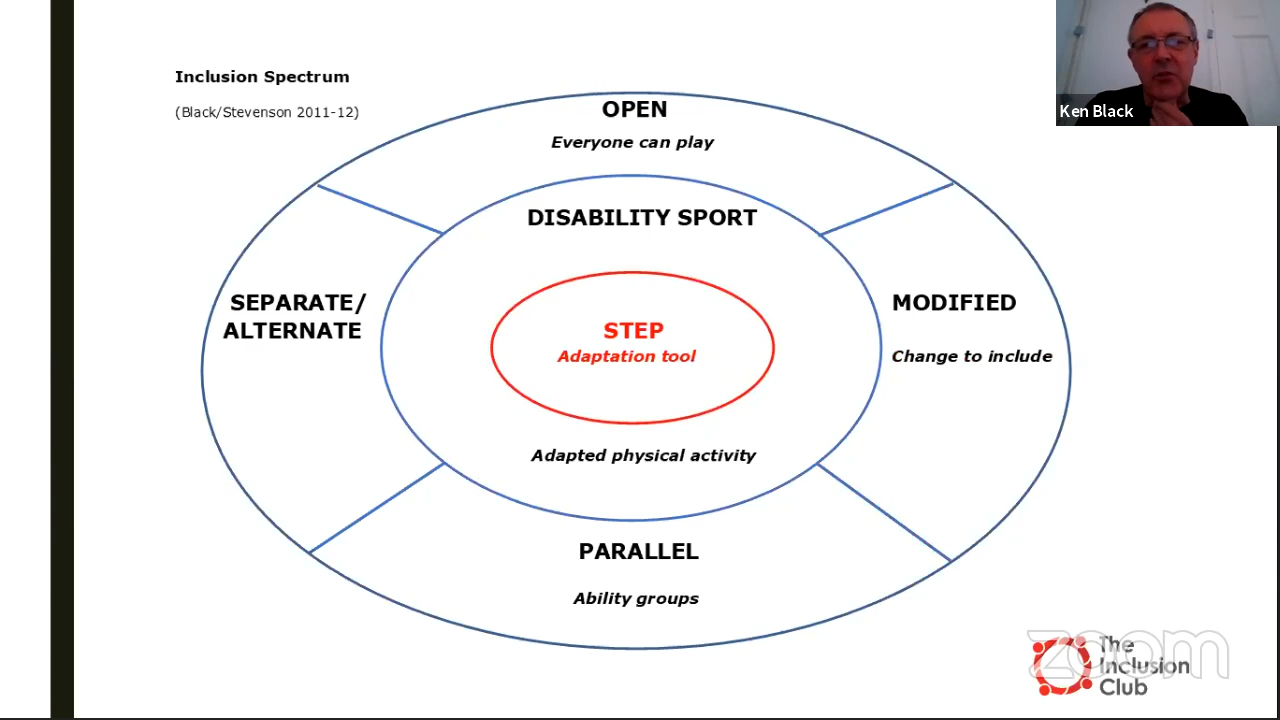 Inclusion Spectrum
(Black/Stevenson 2011-12)
OPEN
Everyone can play
Ken Black
DISABILITY SPORT
SEPARATE/
ALTERNATE
STEP
Adaptation tool
MODIFIED
Change to include
Adapted physical activity
PARALLEL
Ability groups
zoom
The
Inclusion
Club